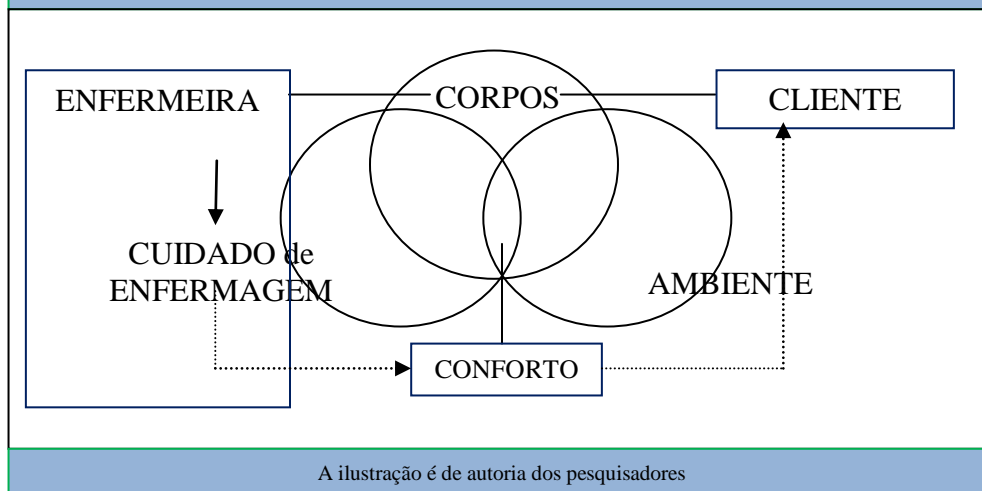 ENFERMEIRA
CORPOS
CLIENTE
CUIDADO de
ENFERMAGEM
AMBIENTE
CONFORTO
A ilustração é de autoria dos pesquisadores